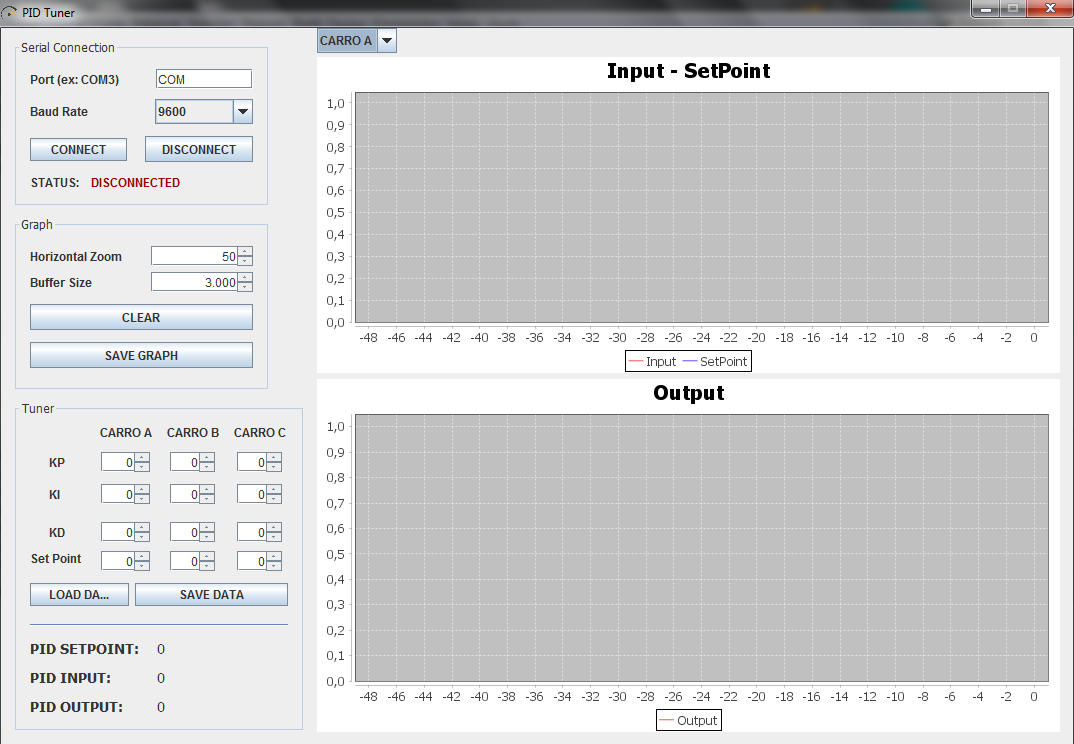 PID Tuner
Serial Connection
Port (ex: COM3) COM
Baud Rate 9600
CONNECT DISCONNECT
STATUS: DISCONNECTED
Graph
Horizontal Zoom 50
Buffer Size 3.000
CLEAR
SAVE GRAPH
Tuner
CARRO A CARRO B CARRO C
KP 0 0 0
KI 0 0 0
KD 0 0 0
Set Point 0 0 0
LOAD DA... SAVE DATA
PID SETPOINT: 0
PID INPUT: 0
PID OUTPUT: 0
CARRO A
Input - SetPoint
1,0
0,9
0,8
0,7
0,6
0,5
0,4
0,3
0,2
0,1
0,0
-48 -46 -44 -42 -40 -38 -36 -34 -32 -30 -28 -26 -24 -22 -20 -18 -16 -14 -12 -10 -8 -6 -4 -2 0
Input SetPoint
Output
1,0
0,9
0,8
0,7
0,6
0,5
0,4
0,3
0,2
0,1
0,0
-48 -46 -44 -42 -40 -38 -36 -34 -32 -30 -28 -26 -24 -22 -20 -18 -16 -14 -12 -10 -8 -6 -4 -2 0
Output